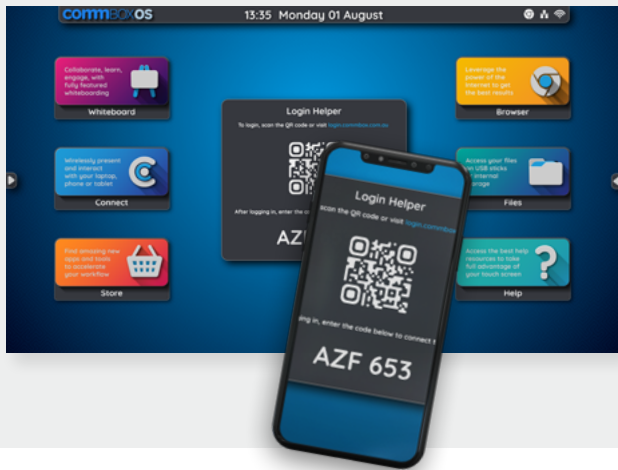 commBOXOS
13:35 Monday 01 August
Collaborate, learn,
engage, with
fully featured
whiteboarding
Whiteboard
Wirelessly present
and interact
with your laptop,
phone or tablet
Connect
Find amazing new
apps and tools
to accelerate
your workflow
Store
Login Helper
To login, scan the QR code or visit login.commbox.com.au
After logging in, enter the
AZ
Leverage the
power of the
internet to get
the best results
Browser
Access your files
on USB sticks
internal
Files
Access the best help
resources to take
full advantage of
your touch screen
Help
Login Helper
scan the QR code or visit login.commbox
in, enter the code below to connect
AZF 653